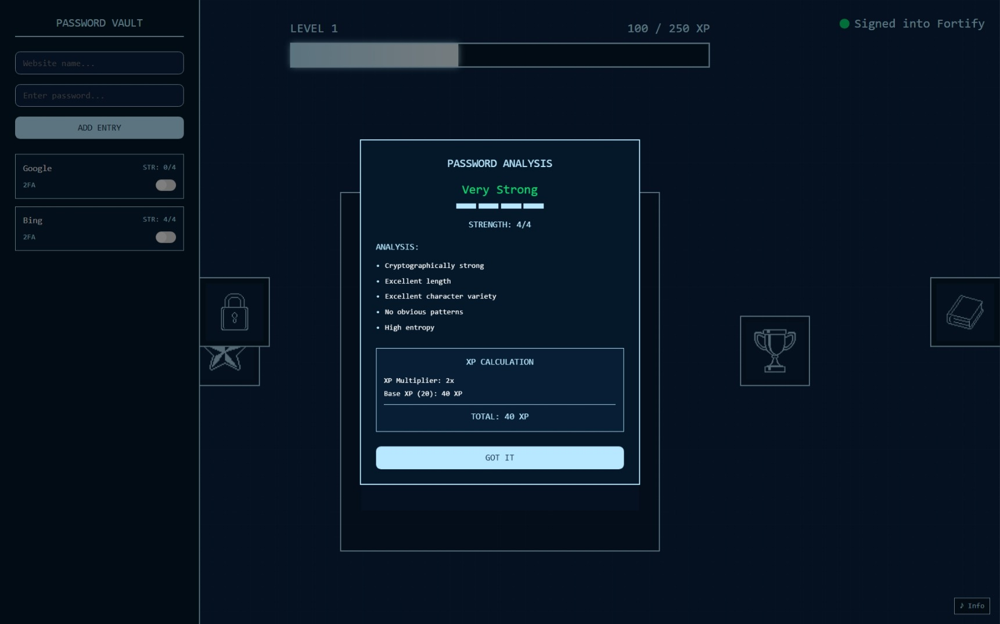 PASSWORD VAULT
Website name...
Enter password...
ADD ENTRY
Google STR: 0/4
2FA
Bing STR: 4/4
2FA
LEVEL 1 100 / 250 XP
Signed into Fortify
PASSWORD ANALYSIS
Very Strong
STRENGTH: 4/4
ANALYSIS:
• Cryptographically strong
• Excellent length
• Excellent character variety
• No obvious patterns
• High entropy
XP CALCULATION
XP Multiplier: 2x
Base XP (20): 40 XP
TOTAL: 40 XP
GOT IT
♪ Info